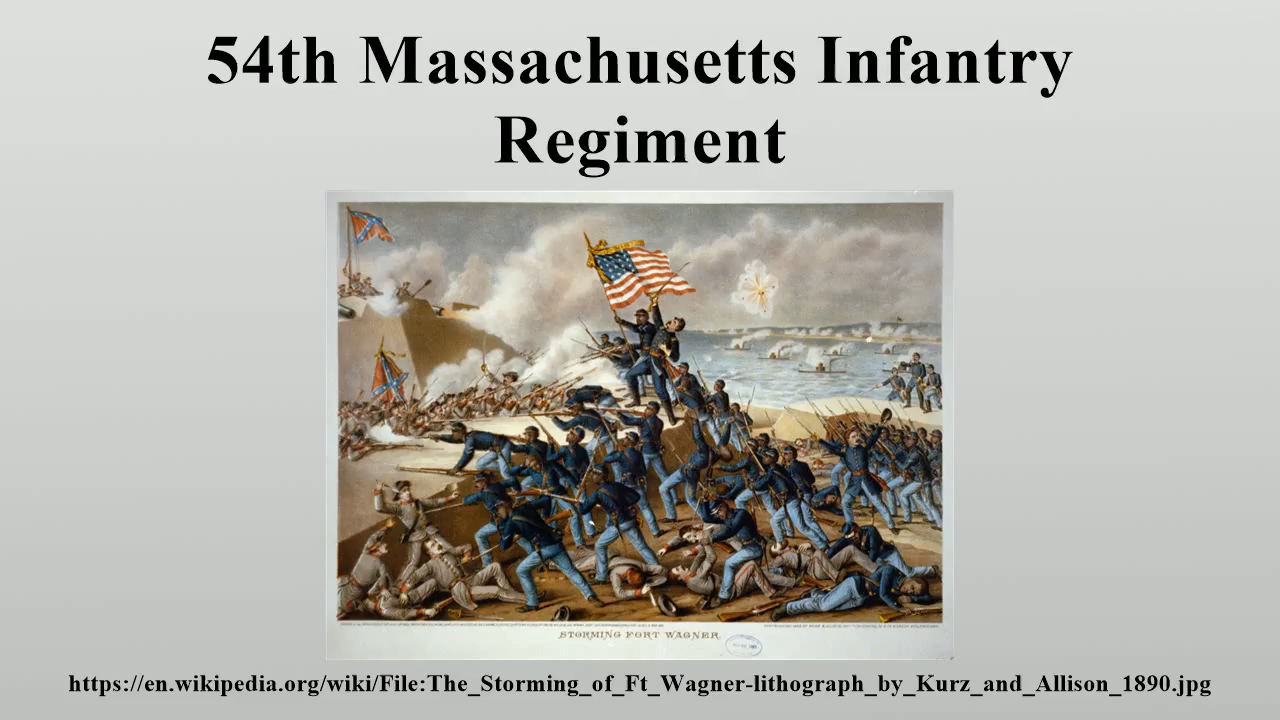 54th Massachusetts Infantry
Regiment
STORMING FORT WAGNER.
https://en.wikipedia.org/wiki/File:The_Storming_of_Ft_Wagner-lithograph_by_Kurz_and_Allison_1890.jpg